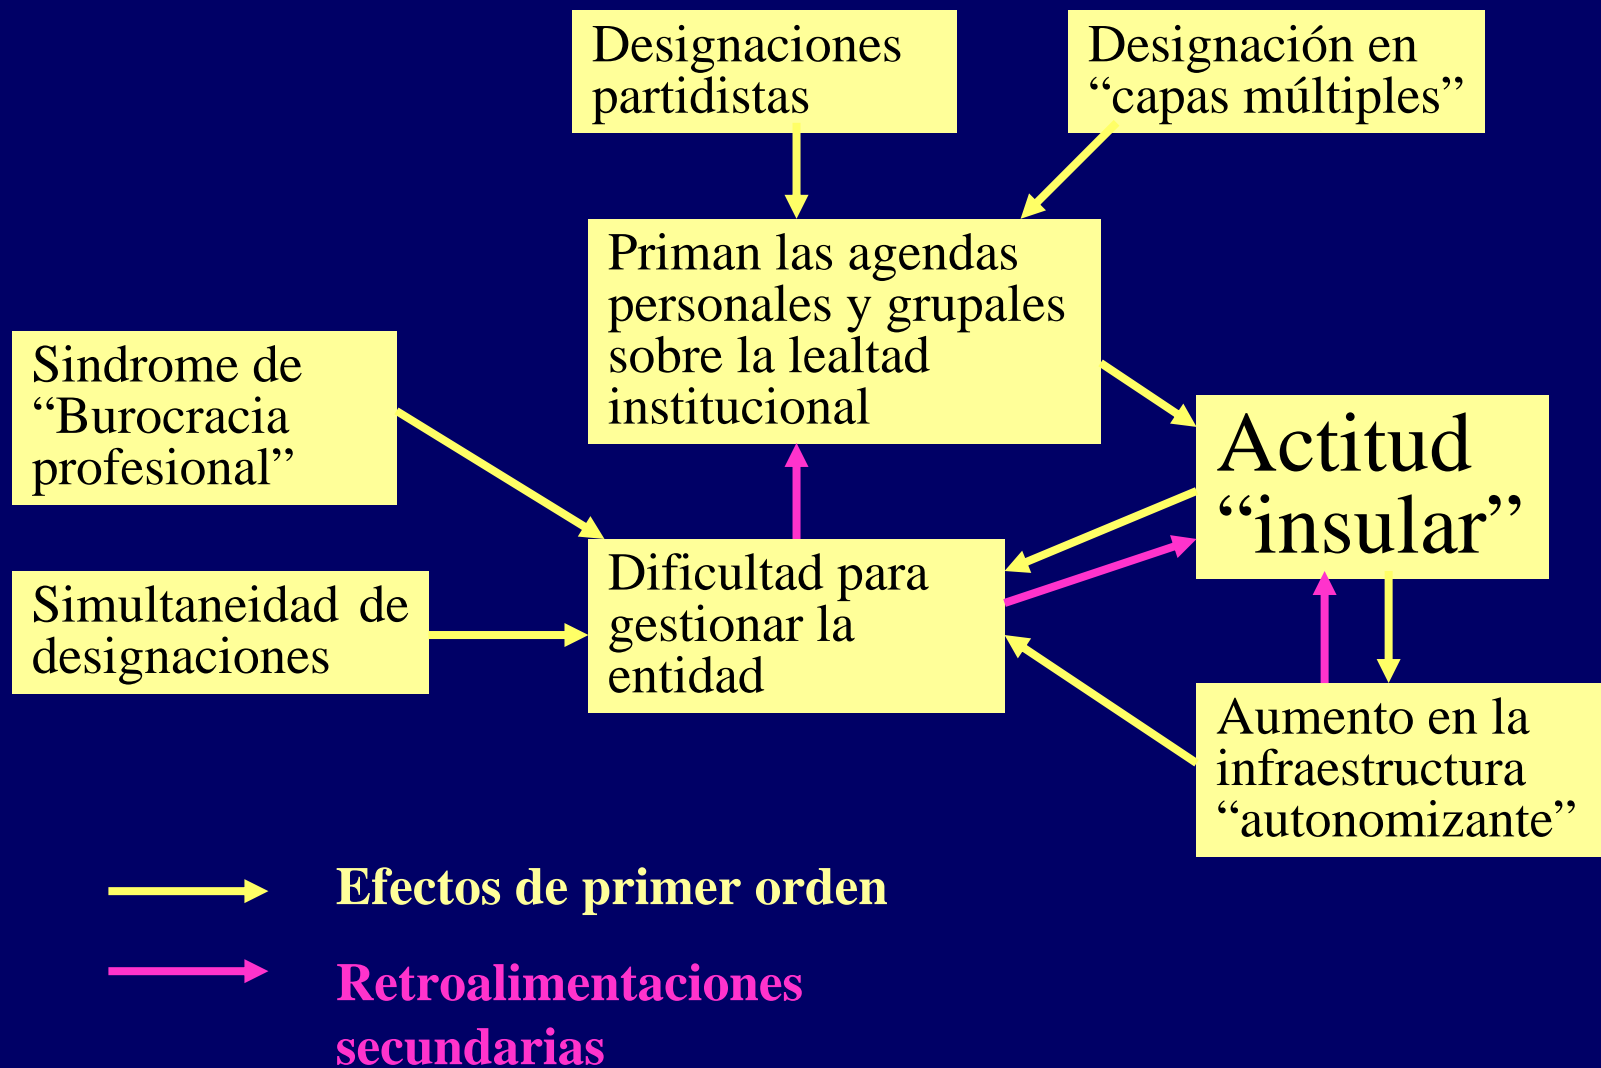 Designaciones
partidistas
Designación en
“capas múltiples”
Priman las agendas
personales y grupales
sobre la lealtad
institucional
Sindrome de
“Burocracia
profesional”
Actitud
“insular”
Simultaneidad de
designaciones
Dificultad para
gestionar la
entidad
Aumento en la
infraestructura
“autonomizante”
Efectos de primer orden
Retroalimentaciones
secundarias